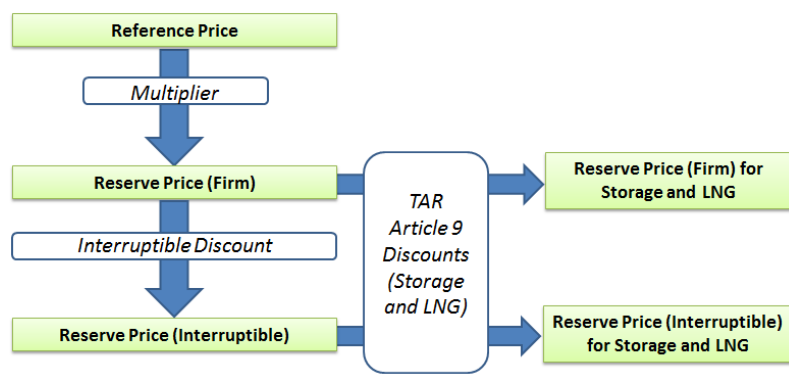 Reference Price
Multiplier
Reserve Price (Firm)
Interruptible Discount
Reserve Price (Interruptible)
TAR
Article 9
Discounts
(Storage
and LNG)
Reserve Price (Firm) for
Storage and LNG
Reserve Price (Interruptible)
for Storage and LNG